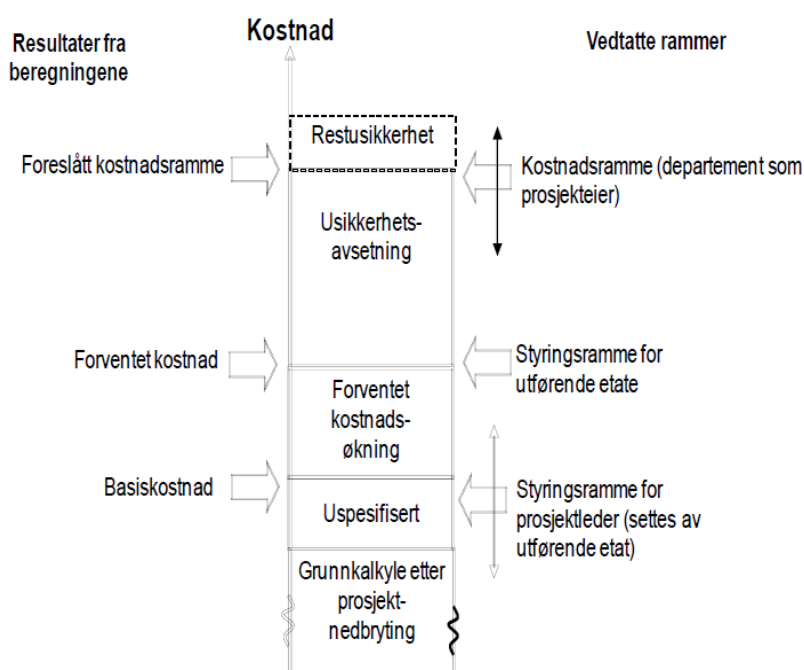 Kostnad
Resultater fra
beregningene
Vedtatte rammer
Restusikkerhet
Foreslått kostnadsramme
Kostnadsramme (departement som
prosjekteier)
Usikkerhets-
avsetning
Forventet kostnad
Styringsramme for
utførende etate
Forventet
kostnads-
økning
Basiskostnad
Uspesifisert
Styringsramme for
prosjektleder (settes av
utførende etat)
Grunnkalkyle etter
prosjekt-
nedbryting